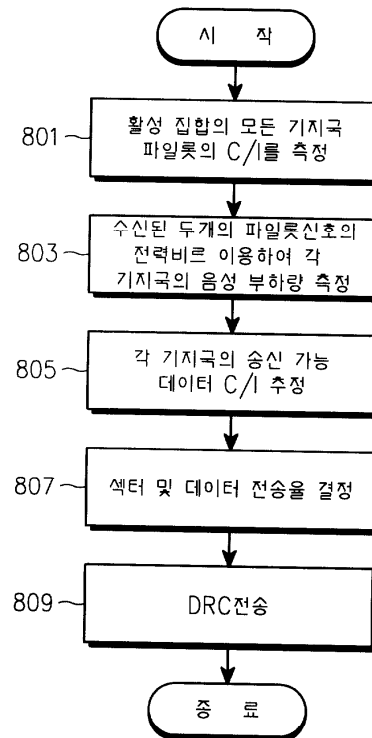 시 작
801
활성 집합의 모든 기지국
파일롯의 C/I를 측정
803
수신된 두개의 파일롯신호의
전력비르 이용하여 각
기지국의 음성 부하량 측정
805
각 기지국의 송신 가능
데이터 C/I 추정
807
섹터 및 데이터 전송율 결정
809
DRC전송
종 료